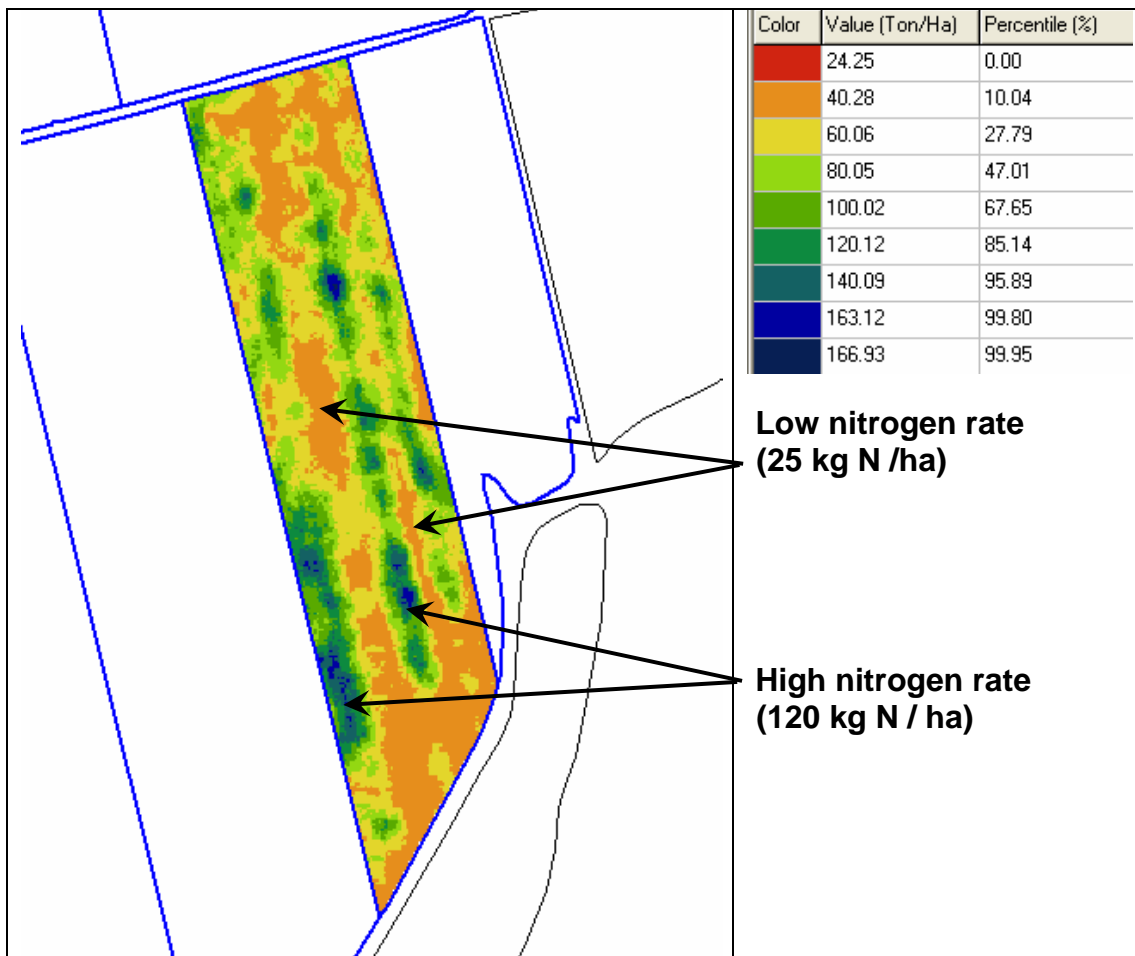 Color Value (Ton/Ha) Percentile (%)
24.25 0.00
40.28 10.04
60.06 27.79
80.05 47.01
100.02 67.65
120.12 85.14
140.09 95.89
163.12 99.80
166.93 99.95
Low nitrogen rate
(25 kg N /ha)
High nitrogen rate
(120 kg N / ha)